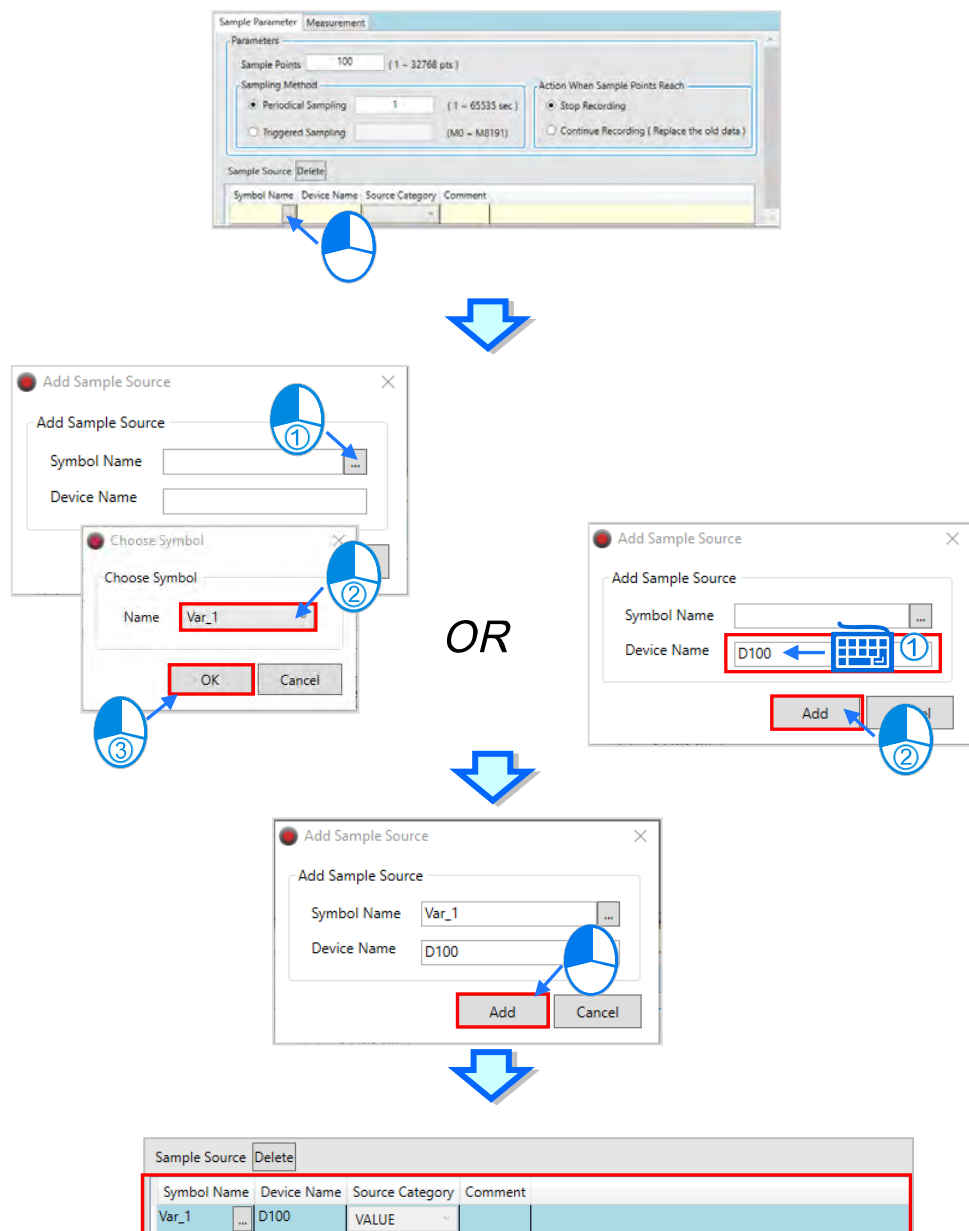 Sample Parameter Measurement
Parameters
Sample Points 100 ( 1 ~ 32768 pts )
Sampling Method
Periodical Sampling 1 ( 1 ~ 65535 sec )
Triggered Sampling (M0 ~ M8191)
Action When Sample Points Reach
Stop Recording
Continue Recording ( Replace the old data )
Sample Source Delete
Symbol Name Device Name Source Category Comment
Add Sample Source
Add Sample Source
Symbol Name ...
①
Device Name
Choose Symbol
Choose Symbol
Name Var_1
②
OK Cancel
③
OR
Add Sample Source
Add Sample Source
Symbol Name ...
Device Name D100 ①
Add
②
Add Sample Source
Add Sample Source
Symbol Name Var_1 ...
Device Name D100
Add Cancel
Sample Source Delete
Symbol Name Device Name Source Category Comment
Var_1 ... D100 VALUE